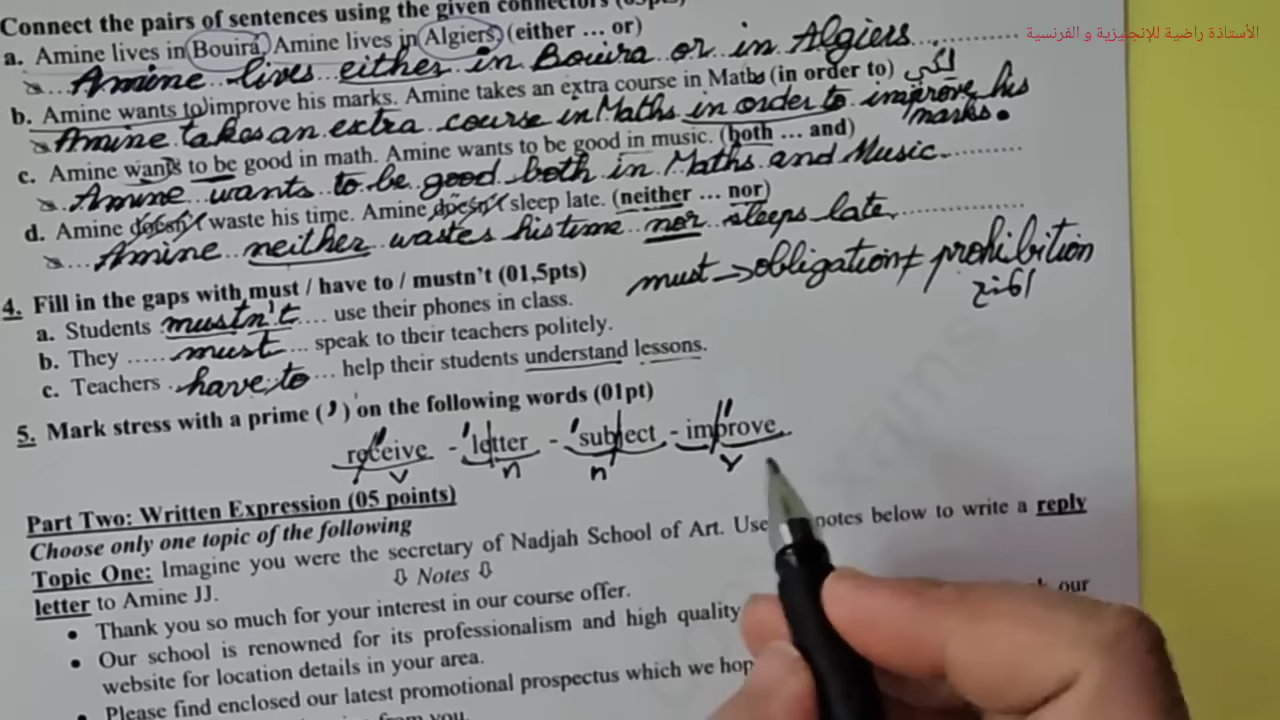 الأستاذة راضية للإنجليزية و الفرنسية
Connect the pairs of sentences using the given connectors
a. Amine lives in Bouira. Amine lives in Algiers. (either ... or)
Amine lives either in Bouira or in Algiers
b. Amine wants to improve his marks. Amine takes an extra course in Maths (in order to) لكي
Amine takes an extra course in Maths in order to improve his marks.
c. Amine wants to be good in math. Amine wants to be good in music. (both ... and)
Amine wants to be good both in Maths and Music
d. Amine doesn't waste his time. Amine doesn't sleep late. (neither ... nor)
Amine neither wastes his time nor sleeps late
must → obligation ≠ prohibition
4. Fill in the gaps with must / have to / mustn't (01,5pts)
a. Students mustn't use their phones in class.
b. They must speak to their teachers politely.
c. Teachers have to help their students understand lessons.
5. Mark stress with a prime (') on the following words (01pt)
re'ceive - 'letter - 'subject - im'prove
v n n v
Part Two: Written Expression (05 points)
Choose only one topic of the following
Topic One: Imagine you were the secretary of Nadjah School of Art. Use notes below to write a reply
letter to Amine JJ.
⇩ Notes ⇩
• Thank you so much for your interest in our course offer.
• Our school is renowned for its professionalism and high quality our
website for location details in your area.
• Please find enclosed our latest promotional prospectus which we
from you.